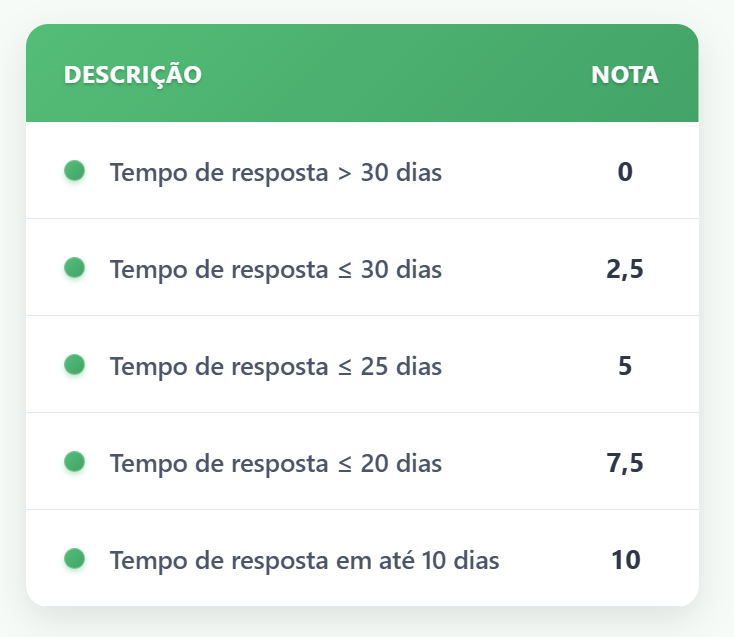 DESCRIÇÃO NOTA
Tempo de resposta > 30 dias 0
Tempo de resposta ≤ 30 dias 2,5
Tempo de resposta ≤ 25 dias 5
Tempo de resposta ≤ 20 dias 7,5
Tempo de resposta em até 10 dias 10